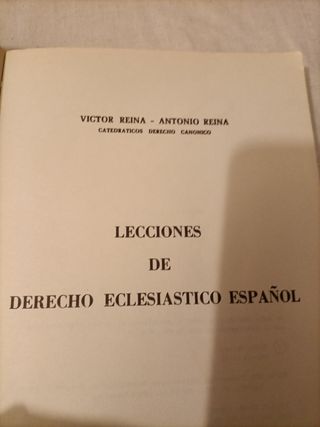 VICTOR REINA - ANTONIO REINA
CATEDRATICOS DERECHO CANONICO
LECCIONES
DE
DERECHO ECLESIASTICO ESPAÑOL